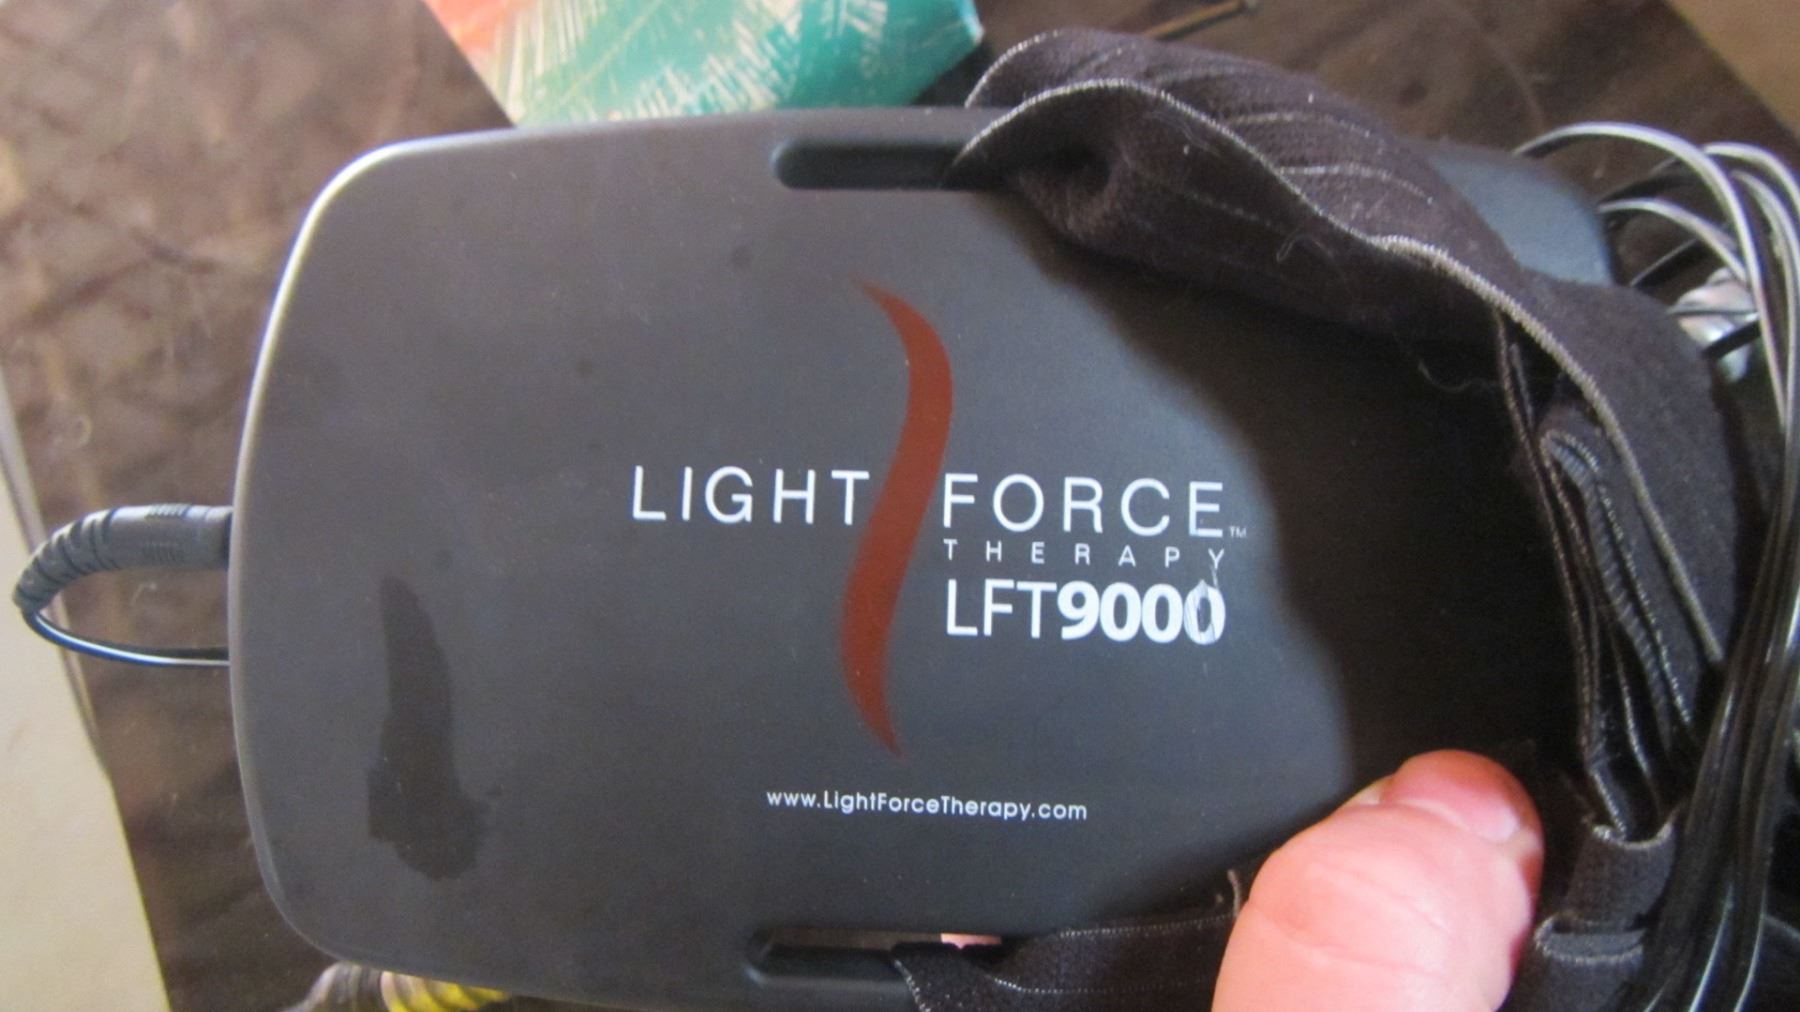 LIGHT FORCE™
THERAPY
LFT9000
www.LightForceTherapy.com